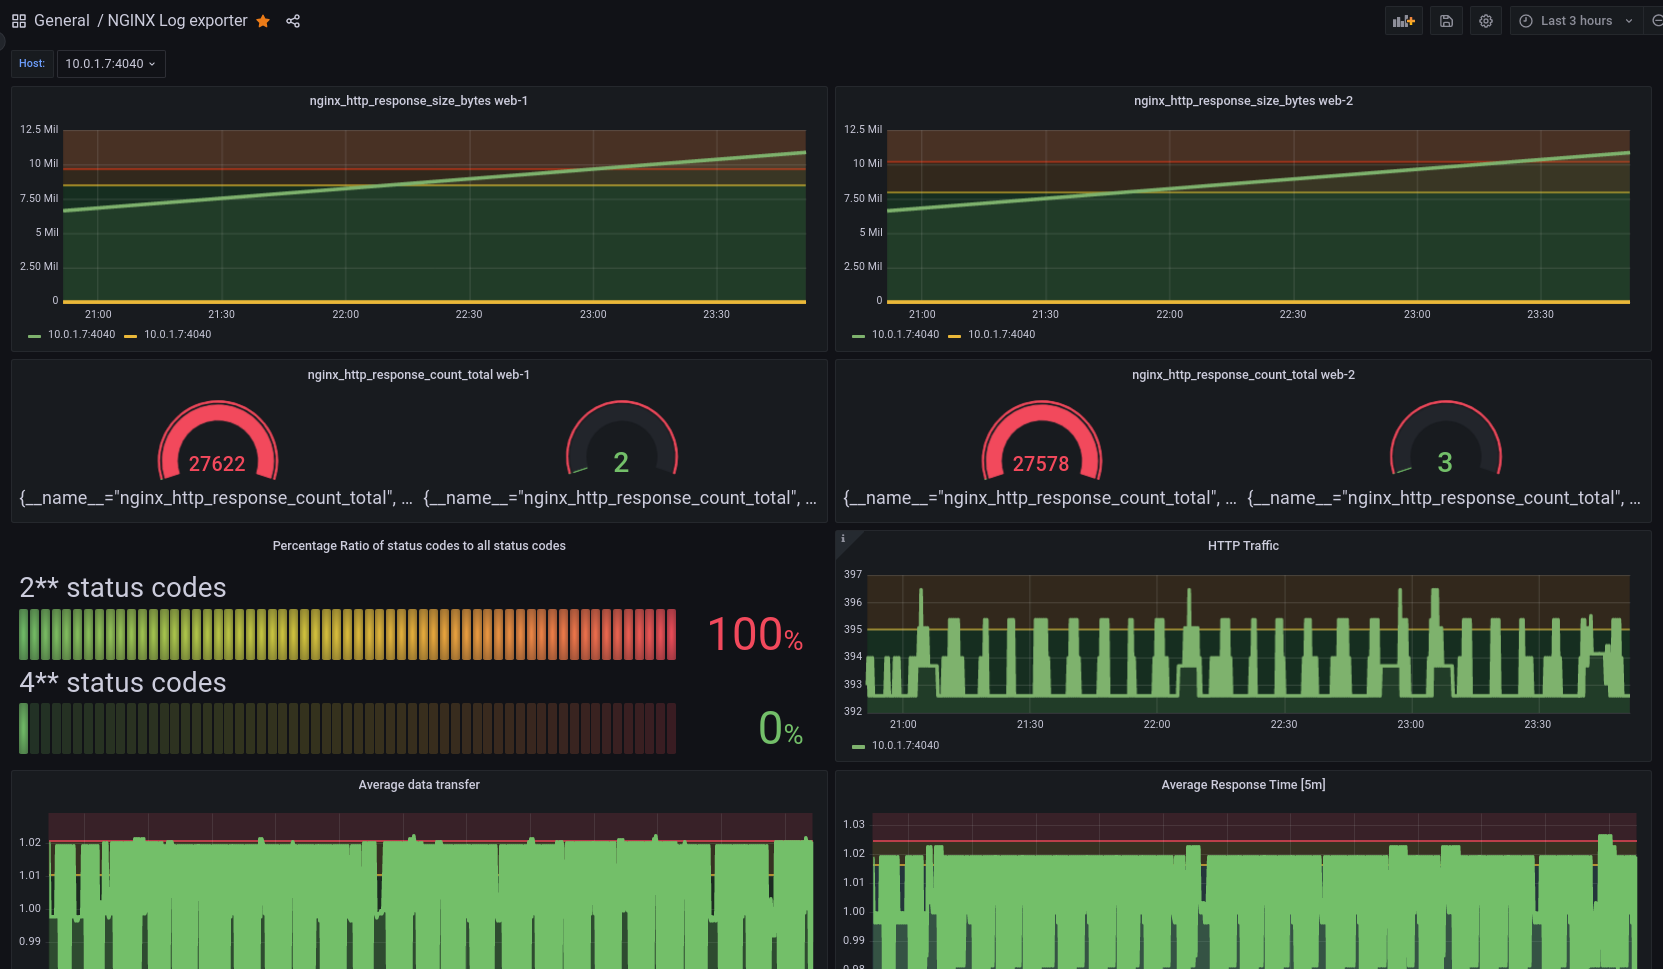 General / NGINX Log exporter
Last 3 hours
Host: 10.0.1.7:4040
nginx_http_response_size_bytes web-1
12.5 Mil
10 Mil
7.50 Mil
5 Mil
2.50 Mil
0
21:00 21:30 22:00 22:30 23:00 23:30
10.0.1.7:4040 10.0.1.7:4040
nginx_http_response_size_bytes web-2
12.5 Mil
10 Mil
7.50 Mil
5 Mil
2.50 Mil
0
21:00 21:30 22:00 22:30 23:00 23:30
10.0.1.7:4040 10.0.1.7:4040
nginx_http_response_count_total web-1
27622 2
{__name__="nginx_http_response_count_total", ... {__name__="nginx_http_response_count_total", ...
nginx_http_response_count_total web-2
27578 3
{__name__="nginx_http_response_count_total", ... {__name__="nginx_http_response_count_total", ...
Percentage Ratio of status codes to all status codes
2** status codes
100%
4** status codes
0%
i
HTTP Traffic
397
396
395
394
393
392
21:00 21:30 22:00 22:30 23:00 23:30
10.0.1.7:4040
Average data transfer
1.02
1.01
1.00
0.99
Average Response Time [5m]
1.03
1.02
1.01
1.00
0.99
0.98